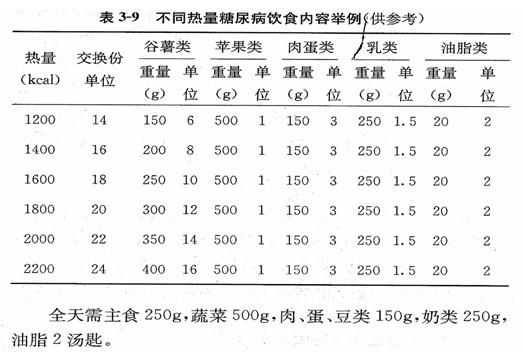 表 3-9 不同热量糖尿病饮食内容举例(供参考)
热量 交换份 谷薯类 苹果类 肉蛋类 乳类 油脂类
(kcal) 单位 重量 单 重量 单 重量 单 重量 单 重量 单
(g) 位 (g) 位 (g) 位 (g) 位 (g) 位
1200 14 150 6 500 1 150 3 250 1.5 20 2
1400 16 200 8 500 1 150 3 250 1.5 20 2
1600 18 250 10 500 1 150 3 250 1.5 20 2
1800 20 300 12 500 1 150 3 250 1.5 20 2
2000 22 350 14 500 1 150 3 250 1.5 20 2
2200 24 400 16 500 1 150 3 250 1.5 20 2
全天需主食 250g,蔬菜 500g,肉、蛋、豆类 150g,奶类 250g,
油脂 2 汤匙。